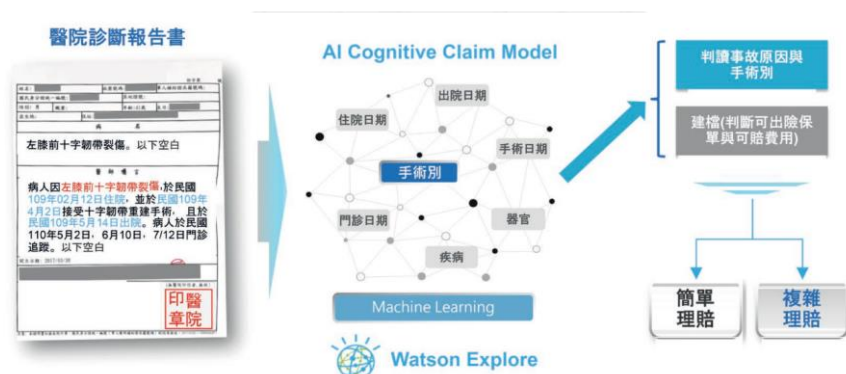 醫院診斷報告書
病名
左膝前十字韌帶裂傷。以下空白
醫師囑言
病人因左膝前十字韌帶裂傷,於民國
109年02月12日住院, 並於民國109年
4月2日接受十字韌帶重建手術, 且於
民國109年5月14日出院。病人於民國
110年5月2日, 6月10日, 7/12日門診
追蹤。以下空白
印醫
章院
AI Cognitive Claim Model
出院日期
住院日期
手術日期
手術別
門診日期
器官
疾病
Machine Learning
Watson Explore
判讀事故原因與
手術別
建檔(判斷可出險保
單與可賠費用)
簡單
理賠
複雜
理賠